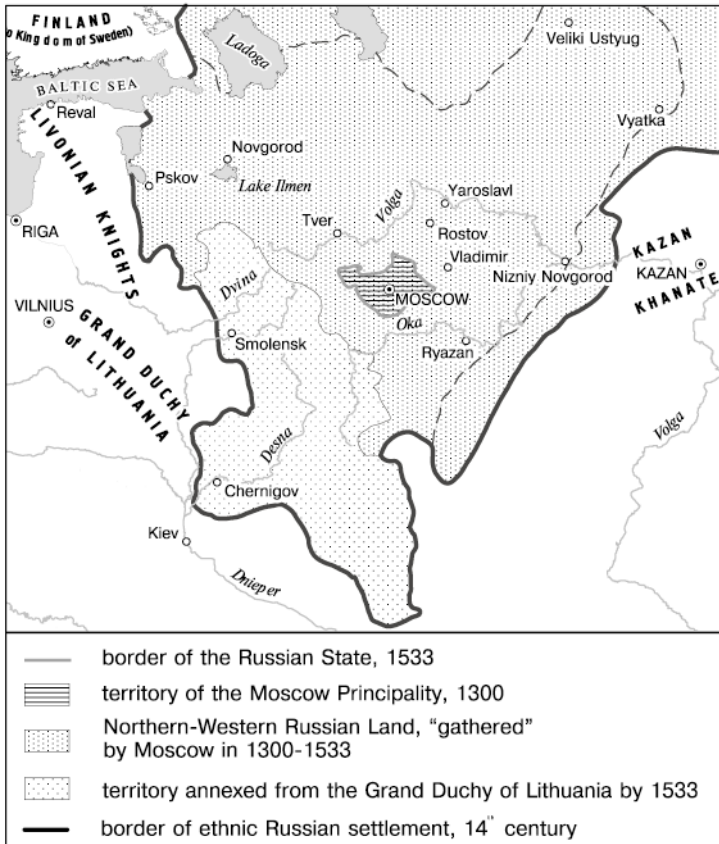 FINLAND
o Kingdom of Sweden)
Ladoga
Veliki Ustyug
BALTIC SEA
Reval
Vyatka
LIVONIAN KNIGHTS
Novgorod
Pskov
Lake Ilmen
Volga
Yaroslavl
Tver
Rostov
RIGA
Vladimir
KAZAN
KHANATE
Nizniy Novgorod
KAZAN
Dvina
MOSCOW
VILNIUS
GRAND DUCHY
of LITHUANIA
Oka
Smolensk
Ryazan
Volga
Desna
Chernigov
Kiev
Dnieper
border of the Russian State, 1533
territory of the Moscow Principality, 1300
Northern-Western Russian Land, “gathered”
by Moscow in 1300-1533
territory annexed from the Grand Duchy of Lithuania by 1533
border of ethnic Russian settlement, 14" century